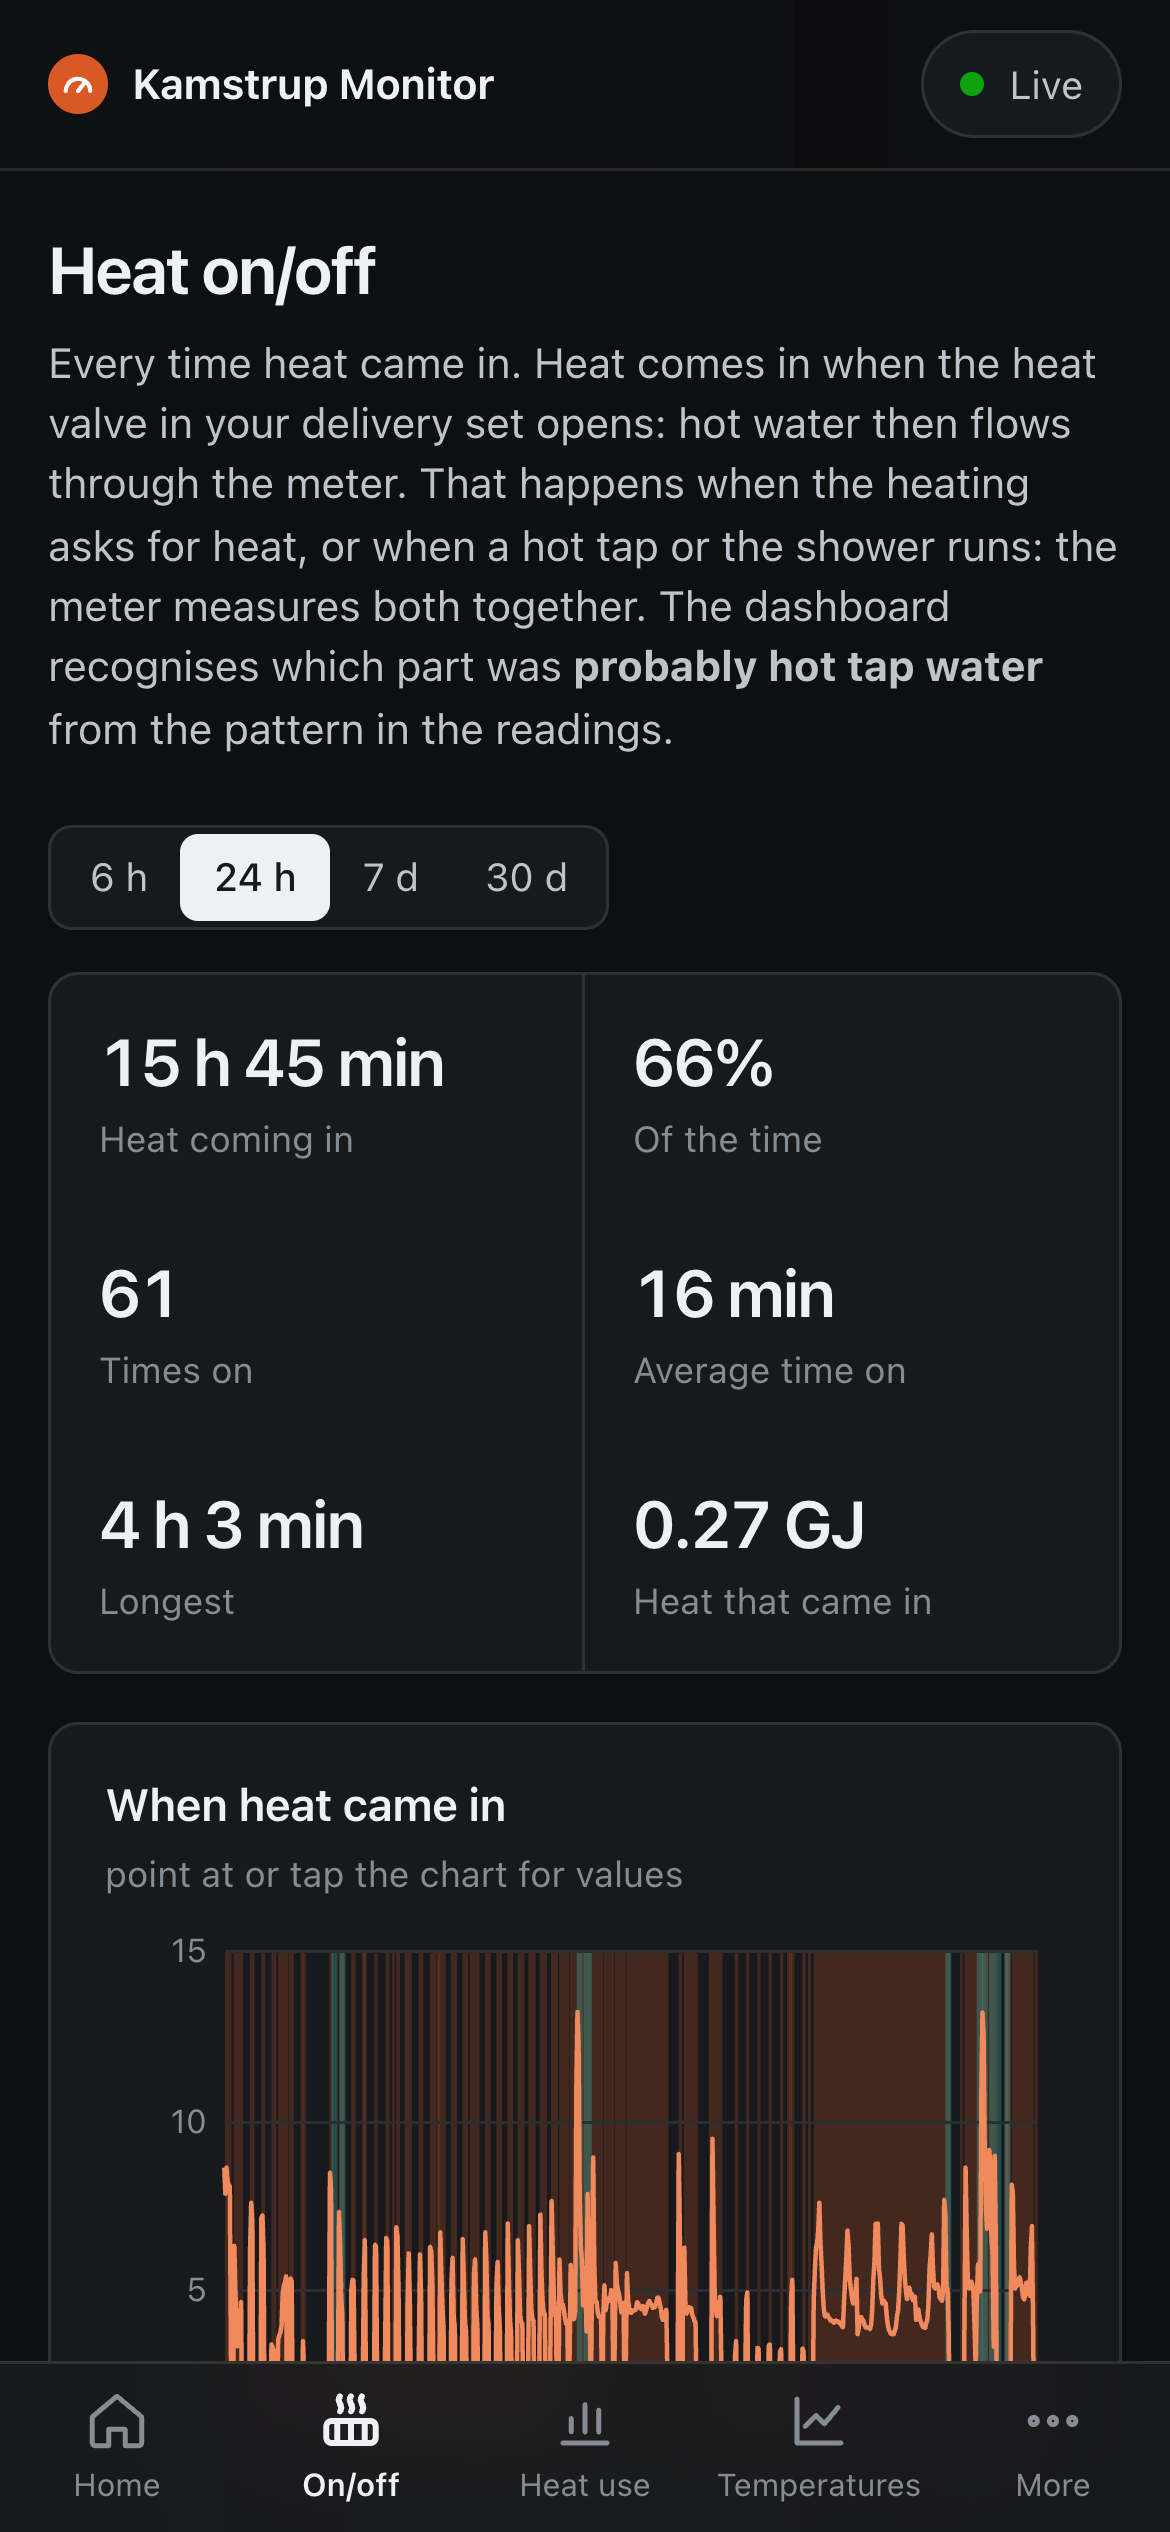 Kamstrup Monitor
Live
Heat on/off
Every time heat came in. Heat comes in when the heat
valve in your delivery set opens: hot water then flows
through the meter. That happens when the heating
asks for heat, or when a hot tap or the shower runs: the
meter measures both together. The dashboard
recognises which part was probably hot tap water
from the pattern in the readings.
6 h
24 h
7 d
30 d
15 h 45 min
Heat coming in
66%
Of the time
61
Times on
16 min
Average time on
4 h 3 min
Longest
0.27 GJ
Heat that came in
When heat came in
point at or tap the chart for values
15
10
5
Home
On/off
Heat use
Temperatures
More